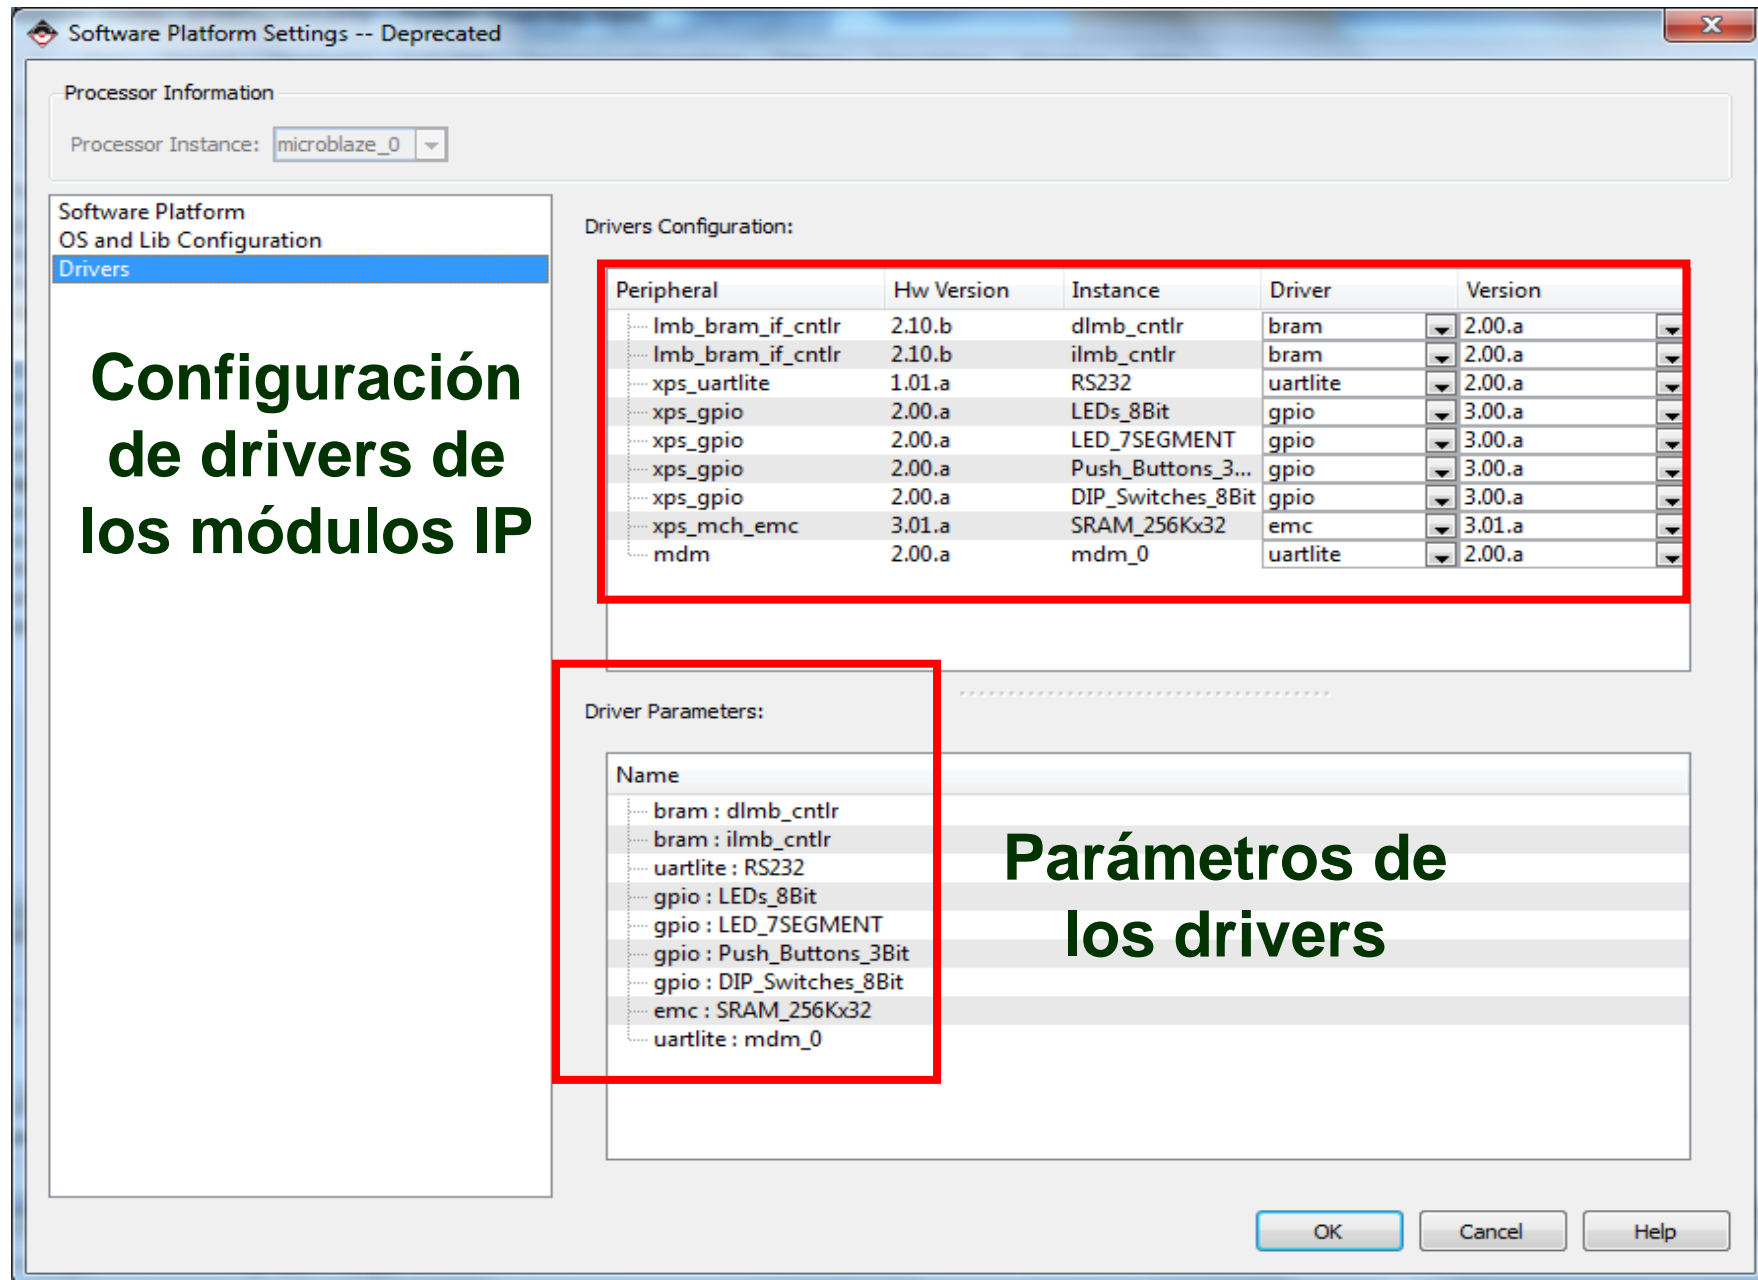 Software Platform Settings -- Deprecated
x
Processor Information
Processor Instance: microblaze_0
Software Platform
OS and Lib Configuration
Drivers
Configuración
de drivers de
los módulos IP
Drivers Configuration:
Peripheral Hw Version Instance Driver Version
lmb_bram_if_cntlr 2.10.b dlmb_cntlr bram 2.00.a
lmb_bram_if_cntlr 2.10.b ilmb_cntlr bram 2.00.a
xps_uartlite 1.01.a RS232 uartlite 2.00.a
xps_gpio 2.00.a LEDs_8Bit gpio 3.00.a
xps_gpio 2.00.a LED_7SEGMENT gpio 3.00.a
xps_gpio 2.00.a Push_Buttons_3... gpio 3.00.a
xps_gpio 2.00.a DIP_Switches_8Bit gpio 3.00.a
xps_mch_emc 3.01.a SRAM_256Kx32 emc 3.01.a
mdm 2.00.a mdm_0 uartlite 2.00.a
Driver Parameters:
Name
bram : dlmb_cntlr
bram : ilmb_cntlr
uartlite : RS232
gpio : LEDs_8Bit
gpio : LED_7SEGMENT
gpio : Push_Buttons_3Bit
gpio : DIP_Switches_8Bit
emc : SRAM_256Kx32
uartlite : mdm_0
Parámetros de
los drivers
OK Cancel Help